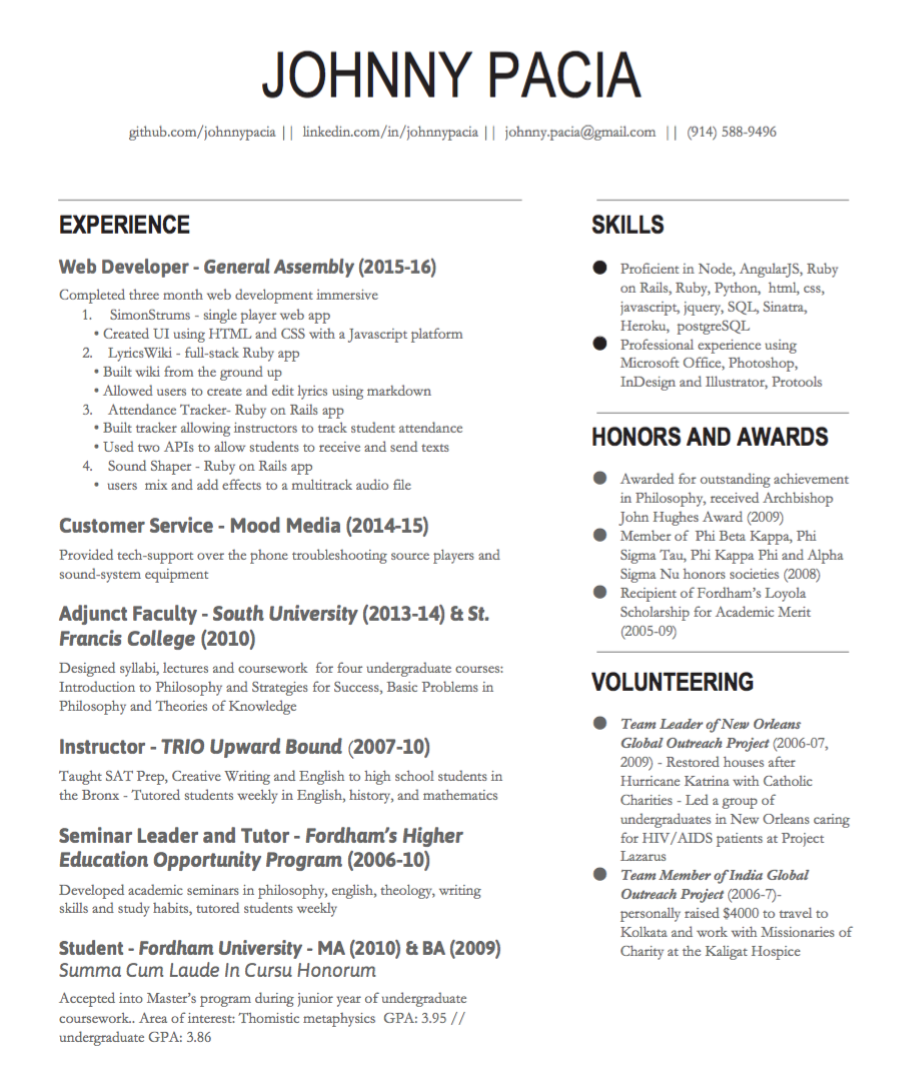 JOHNNY PACIA
github.com/johnnypacia || linkedin.com/in/johnnypacia || johnny.pacia@gmail.com || (914) 588-9496
EXPERIENCE
Web Developer - General Assembly (2015-16)
Completed three month web development immersive
1. SimonStrums - single player web app
• Created UI using HTML and CSS with a Javascript platform
2. LyricsWiki - full-stack Ruby app
• Built wiki from the ground up
• Allowed users to create and edit lyrics using markdown
3. Attendance Tracker- Ruby on Rails app
• Built tracker allowing instructors to track student attendance
• Used two APIs to allow students to receive and send texts
4. Sound Shaper - Ruby on Rails app
• users mix and add effects to a multitrack audio file
Customer Service - Mood Media (2014-15)
Provided tech-support over the phone troubleshooting source players and
sound-system equipment
Adjunct Faculty - South University (2013-14) & St.
Francis College (2010)
Designed syllabi, lectures and coursework for four undergraduate courses:
Introduction to Philosophy and Strategies for Success, Basic Problems in
Philosophy and Theories of Knowledge
Instructor - TRIO Upward Bound (2007-10)
Taught SAT Prep, Creative Writing and English to high school students in
the Bronx - Tutored students weekly in English, history, and mathematics
Seminar Leader and Tutor - Fordham's Higher
Education Opportunity Program (2006-10)
Developed academic seminars in philosophy, english, theology, writing
skills and study habits, tutored students weekly
Student - Fordham University - MA (2010) & BA (2009)
Summa Cum Laude In Cursu Honorum
Accepted into Master's program during junior year of undergraduate
coursework.. Area of interest: Thomistic metaphysics GPA: 3.95 //
undergraduate GPA: 3.86
SKILLS
● Proficient in Node, AngularJS, Ruby
on Rails, Ruby, Python, html, css,
javascript, jquery, SQL, Sinatra,
Heroku, postgreSQL
● Professional experience using
Microsoft Office, Photoshop,
InDesign and Illustrator, Protools
HONORS AND AWARDS
● Awarded for outstanding achievement
in Philosophy, received Archbishop
John Hughes Award (2009)
● Member of Phi Beta Kappa, Phi
Sigma Tau, Phi Kappa Phi and Alpha
Sigma Nu honors societies (2008)
● Recipient of Fordham's Loyola
Scholarship for Academic Merit
(2005-09)
VOLUNTEERING
● Team Leader of New Orleans
Global Outreach Project (2006-07,
2009) - Restored houses after
Hurricane Katrina with Catholic
Charities - Led a group of
undergraduates in New Orleans caring
for HIV/AIDS patients at Project
Lazarus
● Team Member of India Global
Outreach Project (2006-7)-
personally raised $4000 to travel to
Kolkata and work with Missionaries of
Charity at the Kaligat Hospice